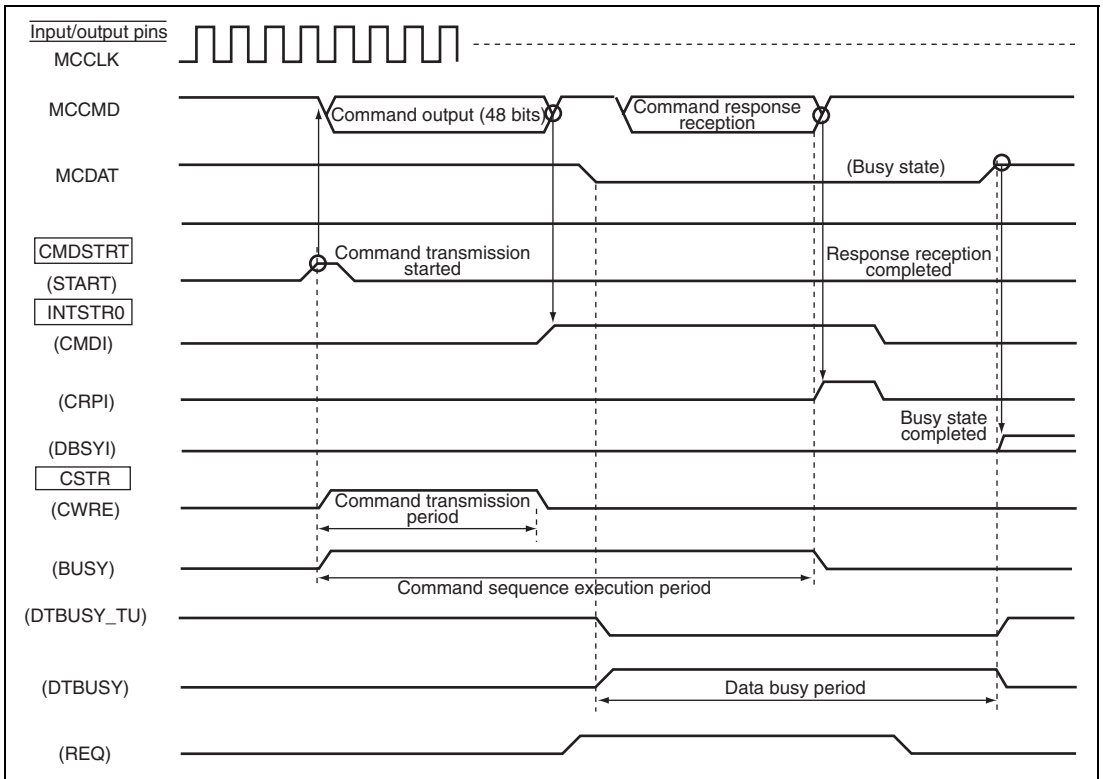 Input/output pins
MCCLK
MCCMD
Command output (48 bits)
Command response
reception
MCDAT
(Busy state)
CMDSTRT
(START)
Command transmission
started
Response reception
completed
INTSTR0
(CMDI)
(CRPI)
(DBSYI)
Busy state
completed
CSTR
(CWRE)
Command transmission
period
(BUSY)
Command sequence execution period
(DTBUSY_TU)
(DTBUSY)
Data busy period
(REQ)